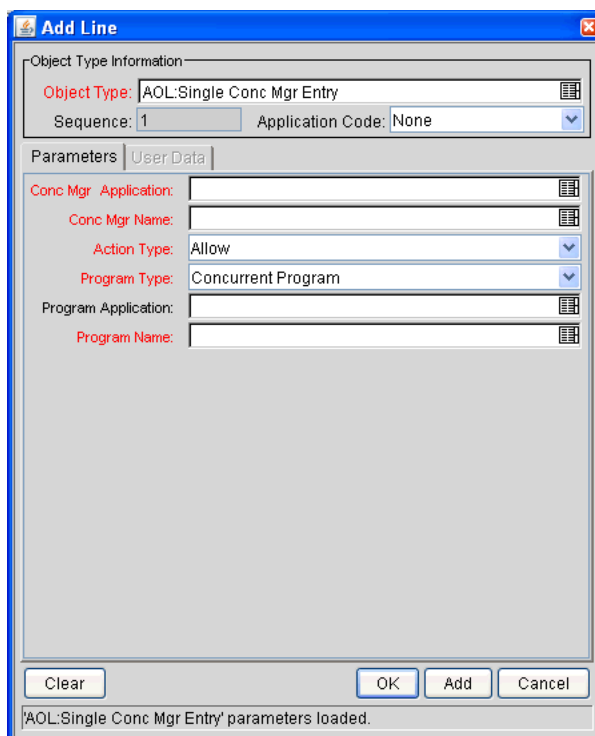 Add Line
Object Type Information
Object Type: AOL:Single Conc Mgr Entry
Sequence: 1 Application Code: None
Parameters User Data
Conc Mgr Application:
Conc Mgr Name:
Action Type: Allow
Program Type: Concurrent Program
Program Application:
Program Name:
Clear OK Add Cancel
'AOL:Single Conc Mgr Entry' parameters loaded.